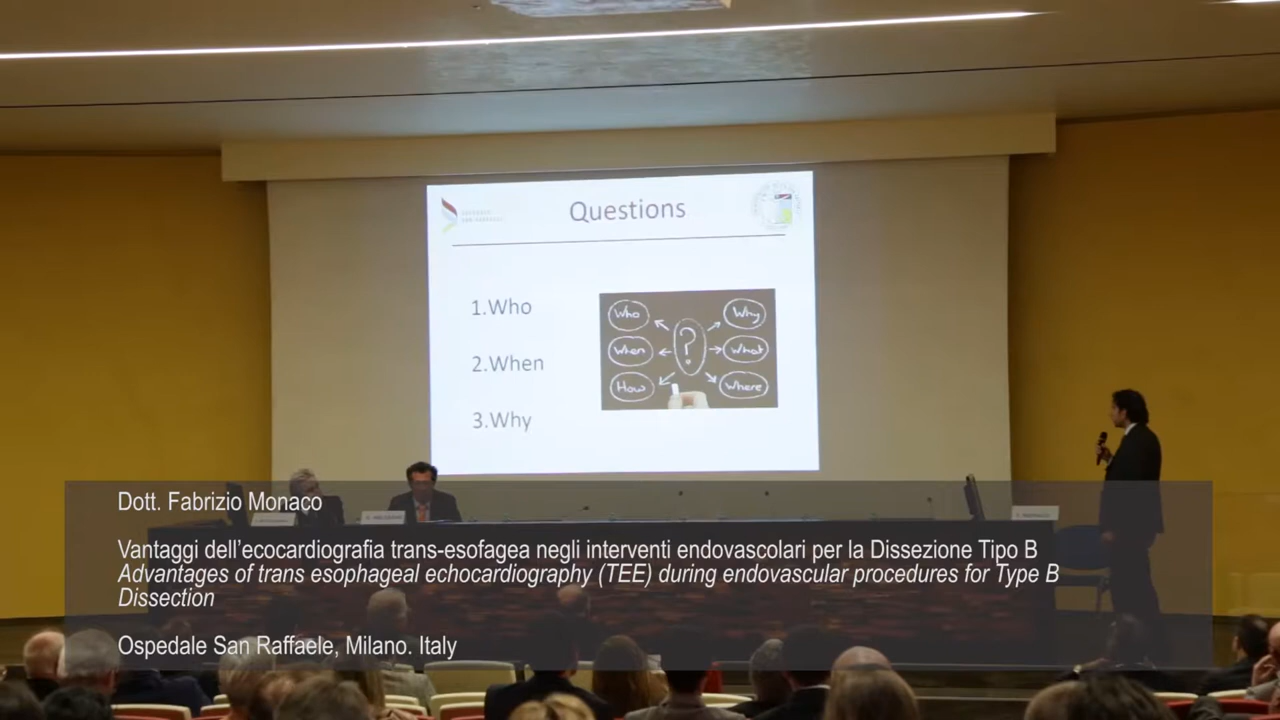 Questions
1.Who
2.When
3.Why
Who
Why
When
What
How
Where
?
Dott. Fabrizio Monaco
Vantaggi dell'ecocardiografia trans-esofagea negli interventi endovascolari per la Dissezione Tipo B
Advantages of trans esophageal echocardiography (TEE) during endovascular procedures for Type B
Dissection
Ospedale San Raffaele, Milano. Italy